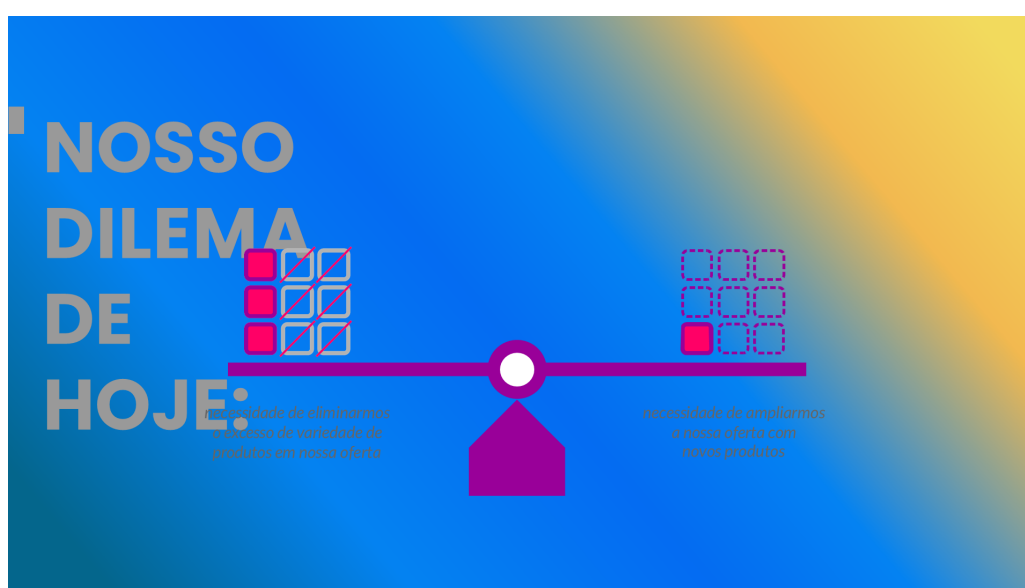 NOSSO
DILEMA
DE
HOJE:
necessidade de eliminarmos
o excesso de variedade de
produtos em nossa oferta
necessidade de ampliarmos
a nossa oferta com
novos produtos